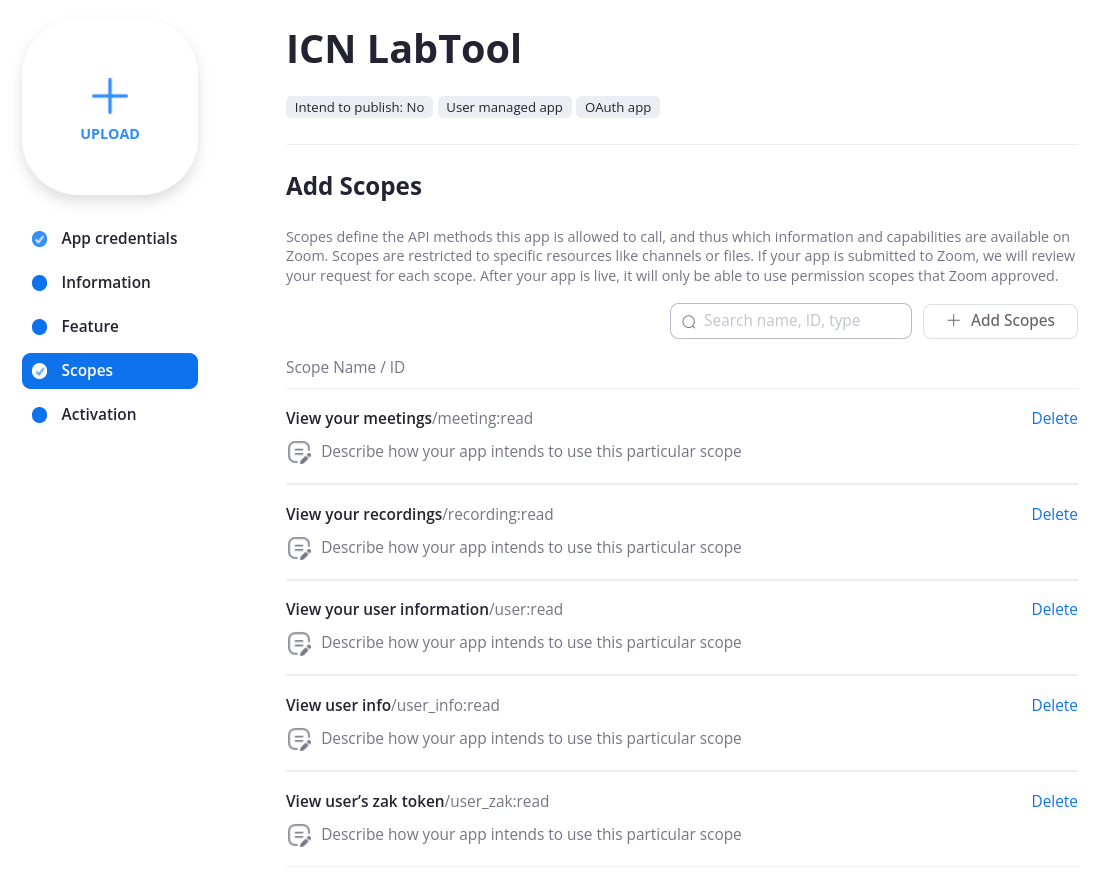 ICN LabTool
Intend to publish: No
User managed app
OAuth app
UPLOAD
App credentials
Information
Feature
Scopes
Activation
Add Scopes
Scopes define the API methods this app is allowed to call, and thus which information and capabilities are available on
Zoom. Scopes are restricted to specific resources like channels or files. If your app is submitted to Zoom, we will review
your request for each scope. After your app is live, it will only be able to use permission scopes that Zoom approved.
Search name, ID, type
Add Scopes
Scope Name / ID
View your meetings/meeting:read
Delete
Describe how your app intends to use this particular scope
View your recordings/recording:read
Delete
Describe how your app intends to use this particular scope
View your user information/user:read
Delete
Describe how your app intends to use this particular scope
View user info/user_info:read
Delete
Describe how your app intends to use this particular scope
View user’s zak token/user_zak:read
Delete
Describe how your app intends to use this particular scope